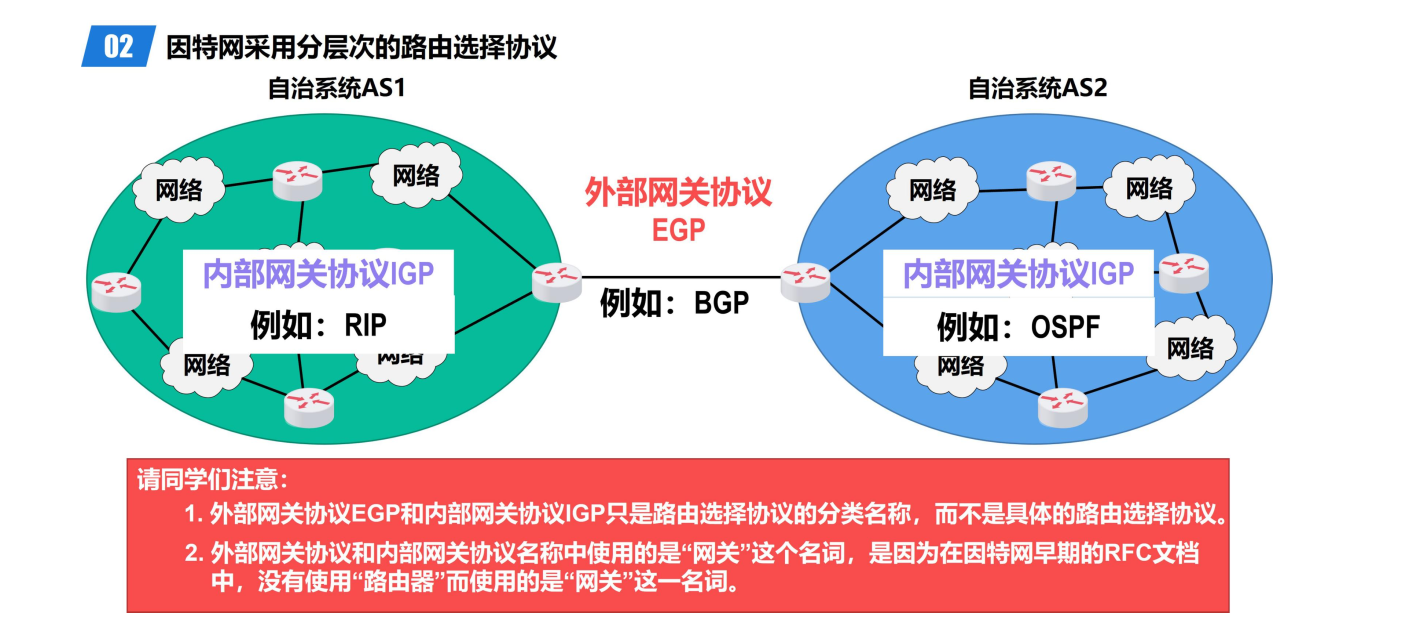 02 因特网采用分层次的路由选择协议
自治系统AS1
自治系统AS2
网络
网络
外部网关协议
EGP
网络
网络
内部网关协议IGP
例如：RIP
例如：BGP
内部网关协议IGP
例如：OSPF
网络
网络
网络
网络
请同学们注意：
1. 外部网关协议EGP和内部网关协议IGP只是路由选择协议的分类名称，而不是具体的路由选择协议。
2. 外部网关协议和内部网关协议名称中使用的是“网关”这个名词，是因为在因特网早期的RFC文档
中，没有使用“路由器”而使用的是“网关”这一名词。